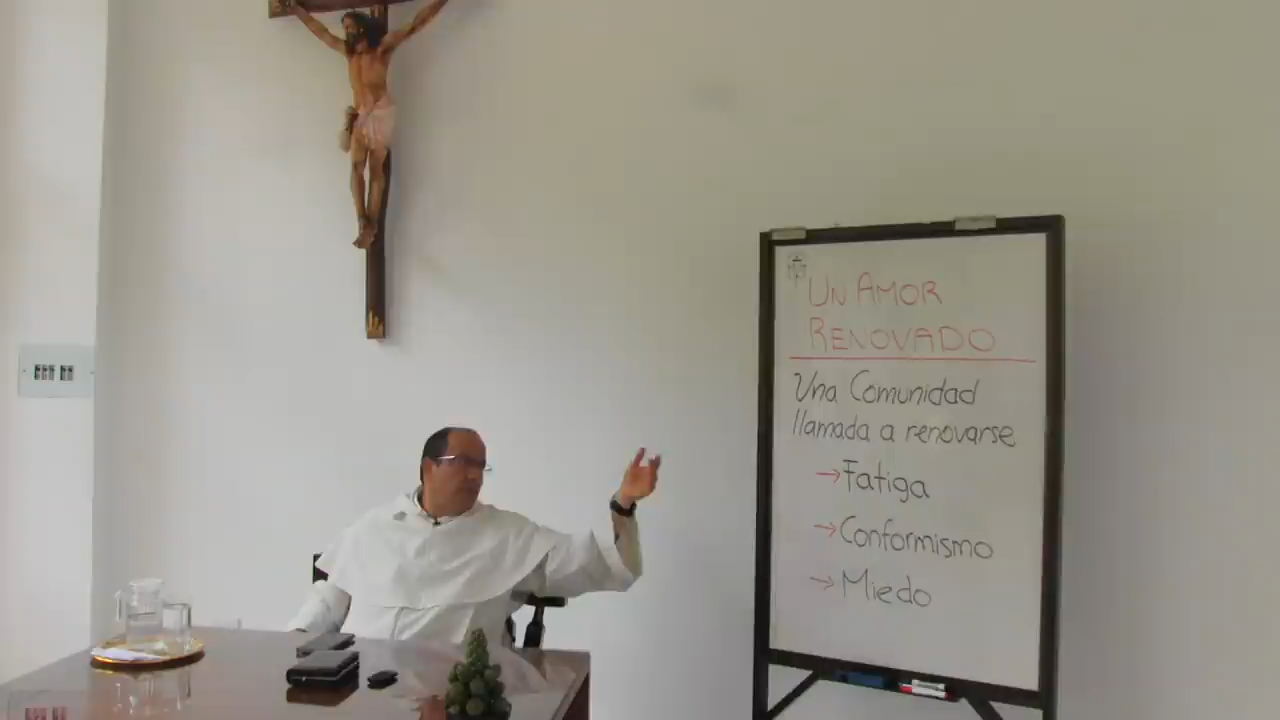 UN AMOR
RENOVADO
Una Comunidad
llamada a renovarse
→Fatiga
→Conformismo
→Miedo